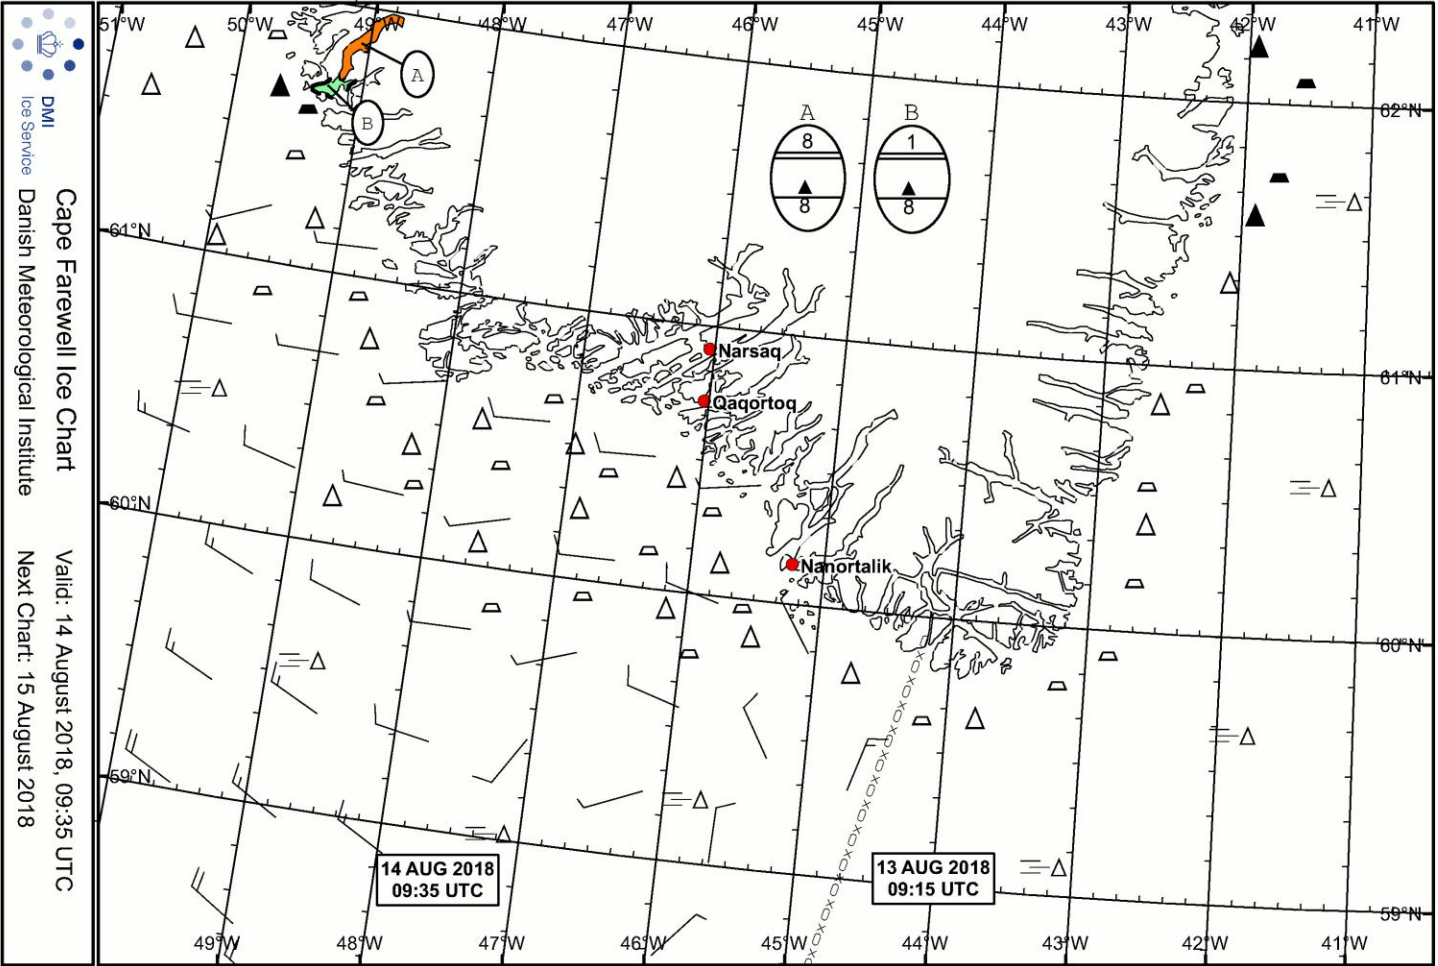 DMI
Ice Service
Cape Farewell Ice Chart
Danish Meteorological Institute
Valid: 14 August 2018, 09:35 UTC
Next Chart: 15 August 2018
51°W 50°W 49°W 48°W 47°W 46°W 45°W 44°W 43°W 42°W 41°W
A
B
A B
8 1
8 8
62°N
61°N
61°N
60°N
60°N
59°N
59°N
Narsaq
Qaqortoq
Nanortalik
14 AUG 2018
09:35 UTC
13 AUG 2018
09:15 UTC
49°W 48°W 47°W 46°W 45°W 44°W 43°W 42°W 41°W